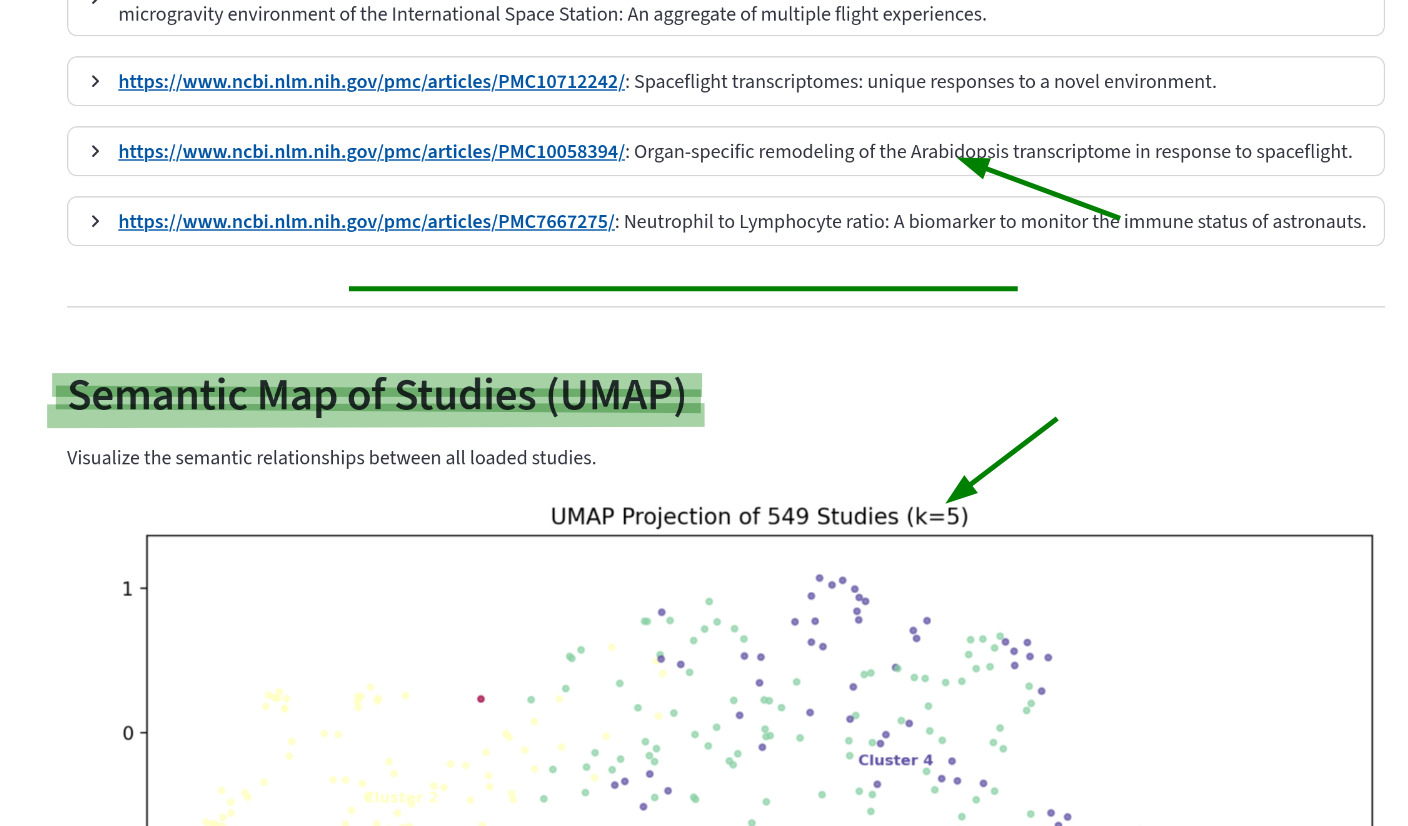 microgravity environment of the International Space Station: An aggregate of multiple flight experiences.
https://www.ncbi.nlm.nih.gov/pmc/articles/PMC10712242/: Spaceflight transcriptomes: unique responses to a novel environment.
https://www.ncbi.nlm.nih.gov/pmc/articles/PMC10058394/: Organ-specific remodeling of the Arabidopsis transcriptome in response to spaceflight.
https://www.ncbi.nlm.nih.gov/pmc/articles/PMC7667275/: Neutrophil to Lymphocyte ratio: A biomarker to monitor the immune status of astronauts.
Semantic Map of Studies (UMAP)
Visualize the semantic relationships between all loaded studies.
UMAP Projection of 549 Studies (k=5)
1
0
Cluster 4
Cluster